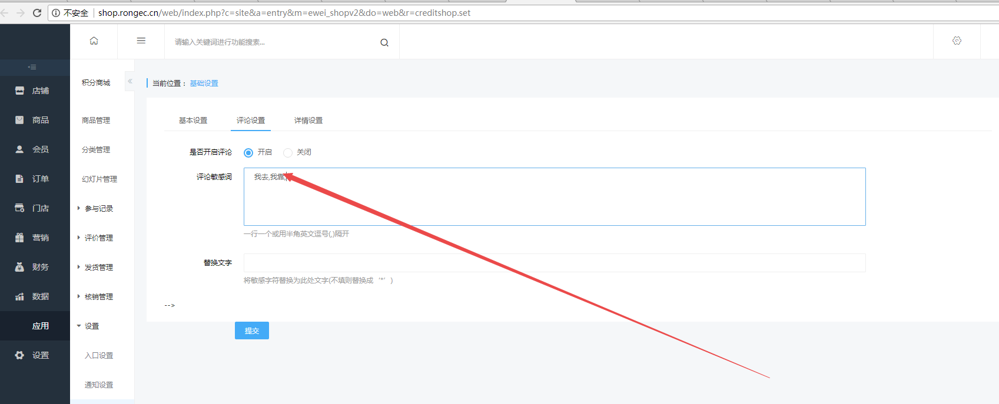 不安全 shop.rongec.cn/web/index.php?c=site&a=entry&m=ewei_shopv2&do=web&r=creditshop.set
请输入关键词进行功能搜索...
店铺
商品
会员
订单
门店
营销
财务
数据
应用
设置
积分商城
商品管理
分类管理
幻灯片管理
参与记录
评价管理
发货管理
核销管理
设置
入口设置
通知设置
当前位置： 基础设置
基本设置 评论设置 详情设置
是否开启评论 开启 关闭
评论敏感词 我去,我靠,
一行一个或用半角英文逗号(,)隔开
替换文字
将敏感字符替换为此处文字(不填则替换成‘*’)
-->
提交